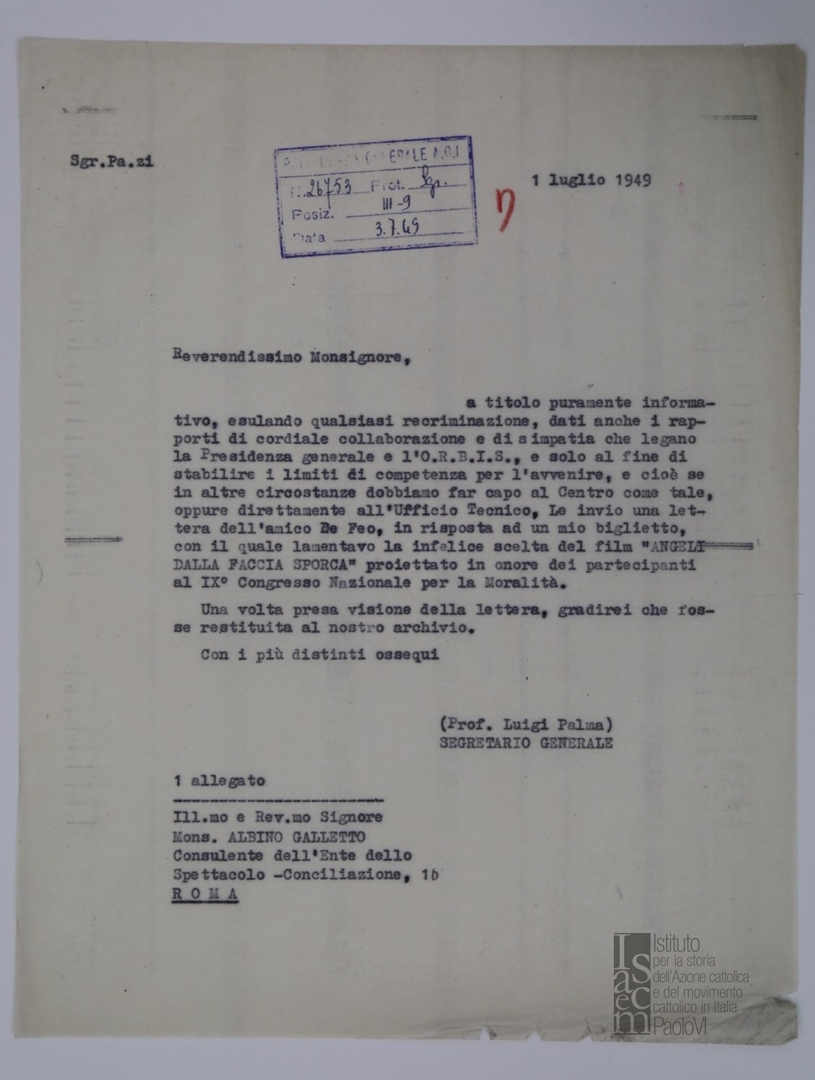 Sgr.Pa.zi
GENERALE A.C.I
N. 26753 Prot. Sgr.
Posiz. III-9
Data 3.7.49
1 luglio 1949
Reverendissimo Monsignore,
a titolo puramente informa-
tivo, esulando qualsiasi recriminazione, dati anche i rap-
porti di cordiale collaborazione e di simpatia che legano
la Presidenza generale e l'O.R.B.I.S., e solo al fine di
stabilire i limiti di competenza per l'avvenire, e cioè se
in altre circostanze dobbiamo far capo al Centro come tale,
oppure direttamente all'Ufficio Tecnico, Le invio una let-
tera dell'amico De Feo, in risposta ad un mio biglietto,
con il quale lamentavo la infelice scelta del film "ANGELI
DALLA FACCIA SPORCA" proiettato in onore dei partecipanti
al IX° Congresso Nazionale per la Moralità.
Una volta presa visione della lettera, gradirei che fos-
se restituita al nostro archivio.
Con i più distinti ossequi
(Prof. Luigi Palma)
SEGRETARIO GENERALE
1 allegato
Ill.mo e Rev.mo Signore
Mons. ALBINO GALLETTO
Consulente dell'Ente dello
Spettacolo -Conciliazione, 1b
R O M A
Isacem
Istituto
per la storia
dell'Azione cattolica
e del movimento
cattolico in Italia
PaoloVI